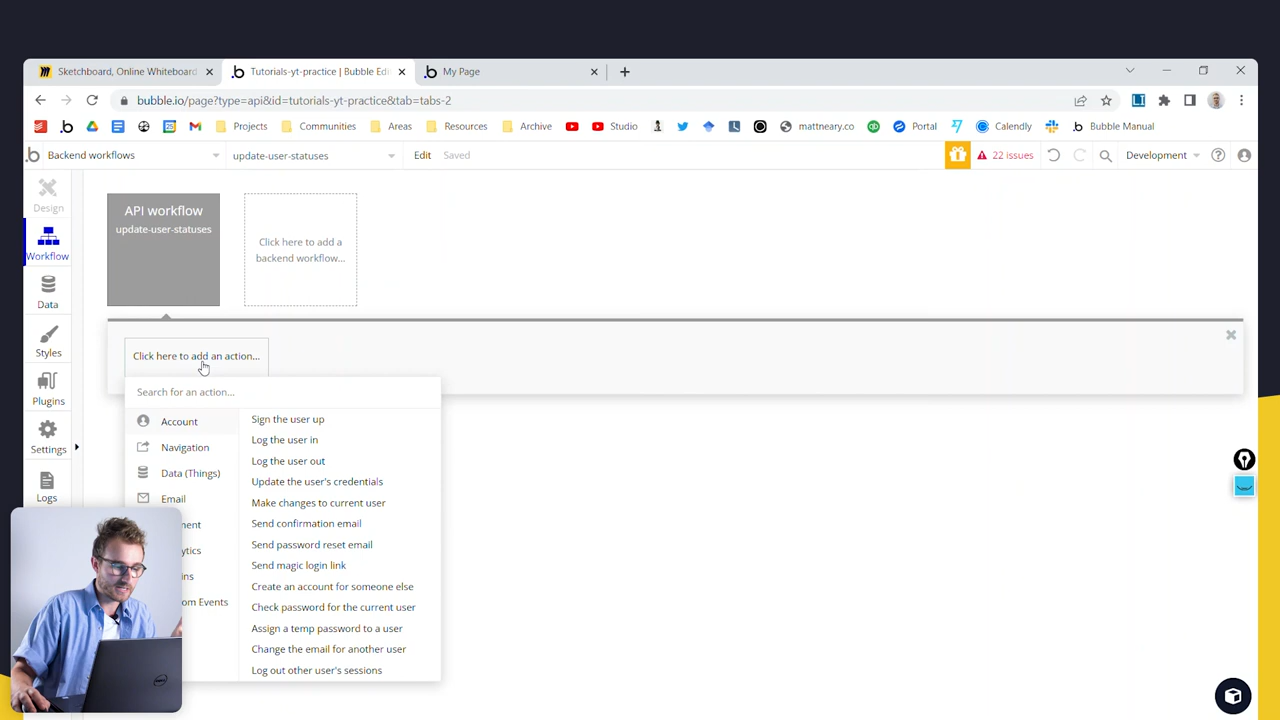 Sketchboard, Online Whiteboard
Tutorials-yt-practice | Bubble Edi
My Page
bubble.io/page?type=api&id=tutorials-yt-practice&tab=tabs-2
Projects
Communities
Areas
Resources
Archive
Studio
mattneary.co
Portal
Calendly
Bubble Manual
Backend workflows
update-user-statuses
Edit
Saved
22 issues
Development
Design
Workflow
Data
Styles
Plugins
Settings
Logs
API workflow
update-user-statuses
Click here to add a
backend workflow...
Click here to add an action...
Search for an action...
Account
Navigation
Data (Things)
Email
ment
ytics
ins
om Events
Sign the user up
Log the user in
Log the user out
Update the user's credentials
Make changes to current user
Send confirmation email
Send password reset email
Send magic login link
Create an account for someone else
Check password for the current user
Assign a temp password to a user
Change the email for another user
Log out other user's sessions